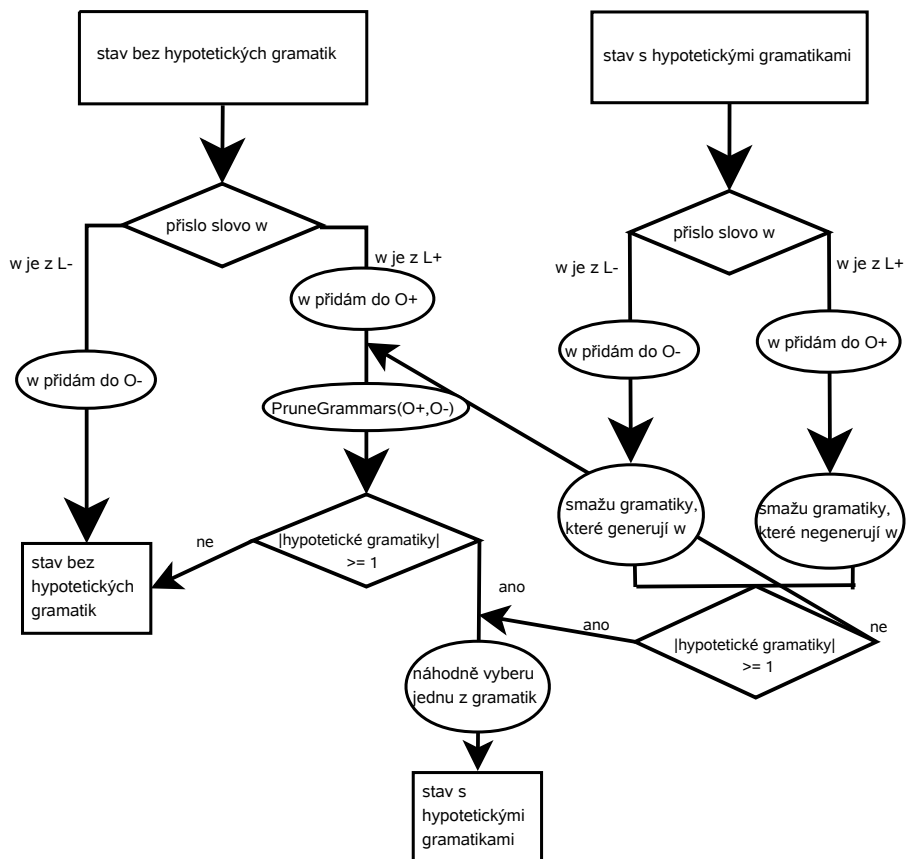 stav bez hypotetických gramatik
stav s hypotetickými gramatikami
přislo slovo w
přislo slovo w
w je z L-
w je z L+
w je z L-
w je z L+
w přidám do O+
w přidám do O-
w přidám do O+
w přidám do O-
PruneGrammars(O+,O-)
smažu gramatiky,
které generují w
smažu gramatiky,
které negenerují w
|hypotetické gramatiky|
>= 1
ne
stav bez
hypotetických
gramatik
ano
ano
ne
|hypotetické gramatiky|
>= 1
náhodně vyberu
jednu z gramatik
stav s
hypotetickými
gramatikami